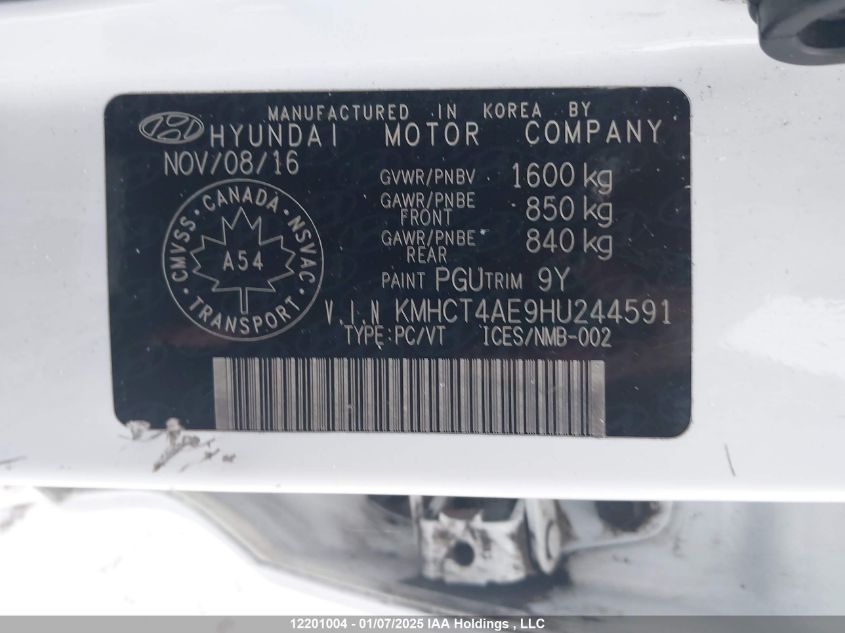 MANUFACTURED IN KOREA BY
HYUNDAI MOTOR COMPANY
NOV/08/16
GVWR/PNBV 1600 kg
GAWR/PNBE FRONT 850 kg
GAWR/PNBE REAR 840 kg
PAINT PGU TRIM 9Y
CMVSS · CANADA · NSVAC · TRANSPORT ·
A54
V.I.N KMHCT4AE9HU244591
TYPE:PC/VT ICES/NMB-002
12201004 - 01/07/2025 IAA Holdings , LLC